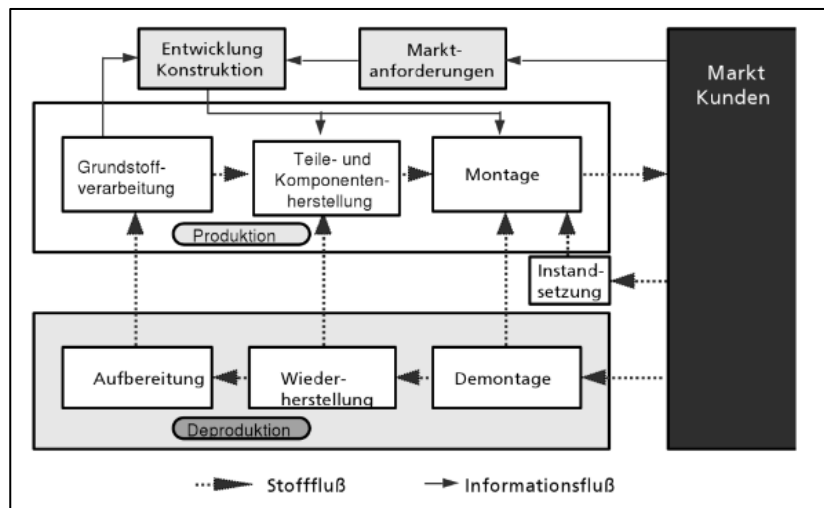 Entwicklung
Konstruktion
Markt-
anforderungen
Markt
Kunden
Grundstoff-
verarbeitung
Teile- und
Komponenten-
herstellung
Montage
Produktion
Instand-
setzung
Aufbereitung
Wieder-
herstellung
Demontage
Deproduktion
Stofffluß
Informationsfluß